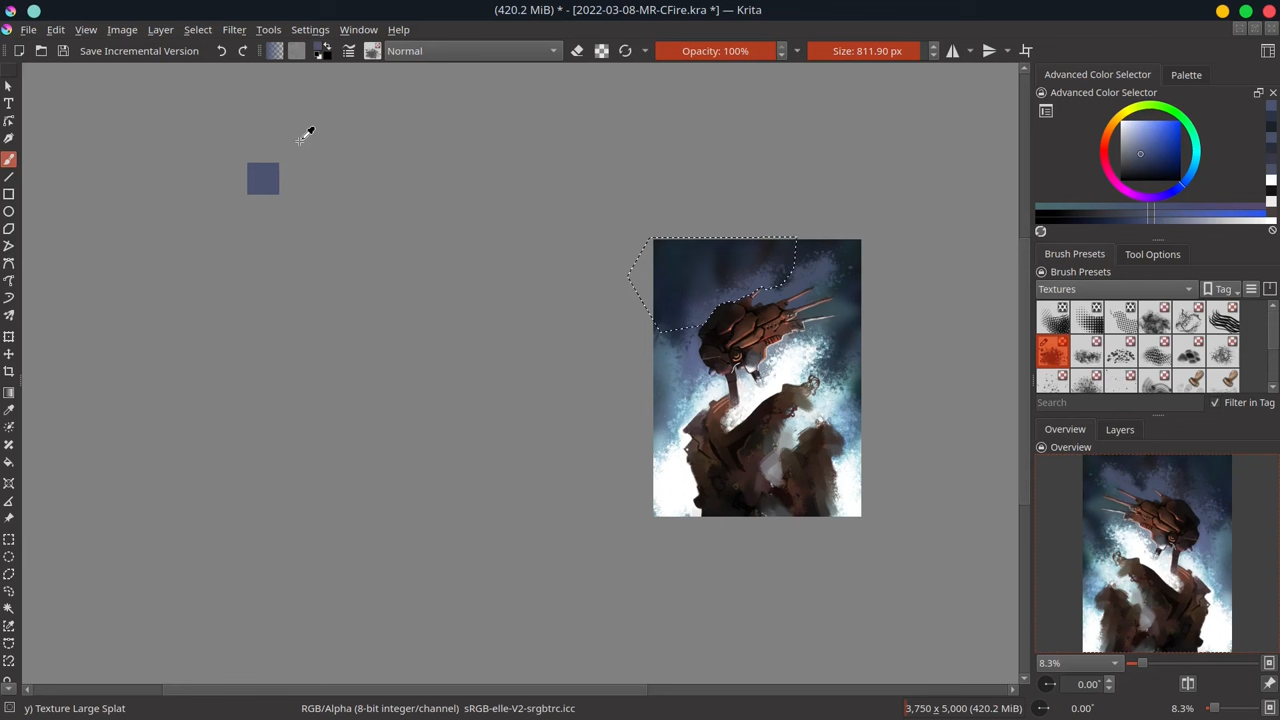 (420.2 MiB) * - [2022-03-08-MR-CFire.kra *] — Krita
File Edit View Image Layer Select Filter Tools Settings Window Help
Save Incremental Version Normal Opacity: 100% Size: 811.90 px
Advanced Color Selector Palette
Advanced Color Selector
Brush Presets Tool Options
Brush Presets
Textures Tag
Search Filter in Tag
Overview Layers
Overview
8.3%
0.00°
y) Texture Large Splat RGB/Alpha (8-bit integer/channel) sRGB-elle-V2-srgbtrc.icc 3,750 x 5,000 (420.2 MiB) 0.00° 8.3%